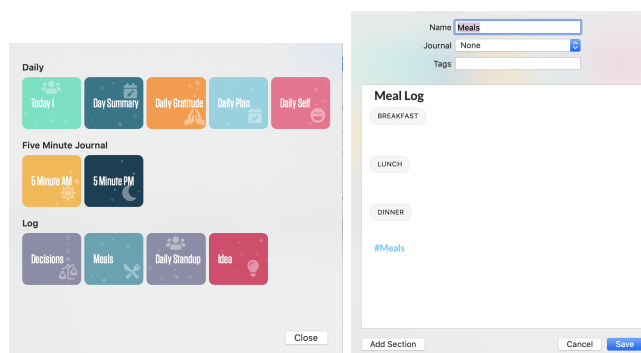 Daily
Today I
Day Summary
Daily Gratitude
Daily Plan
Daily Self
Five Minute Journal
5 Minute AM
5 Minute PM
Log
Decisions
Meals
Daily Standup
Idea
Close
Name Meals
Journal None
Tags
Meal Log
BREAKFAST
LUNCH
DINNER
#Meals
Add Section
Cancel
Save